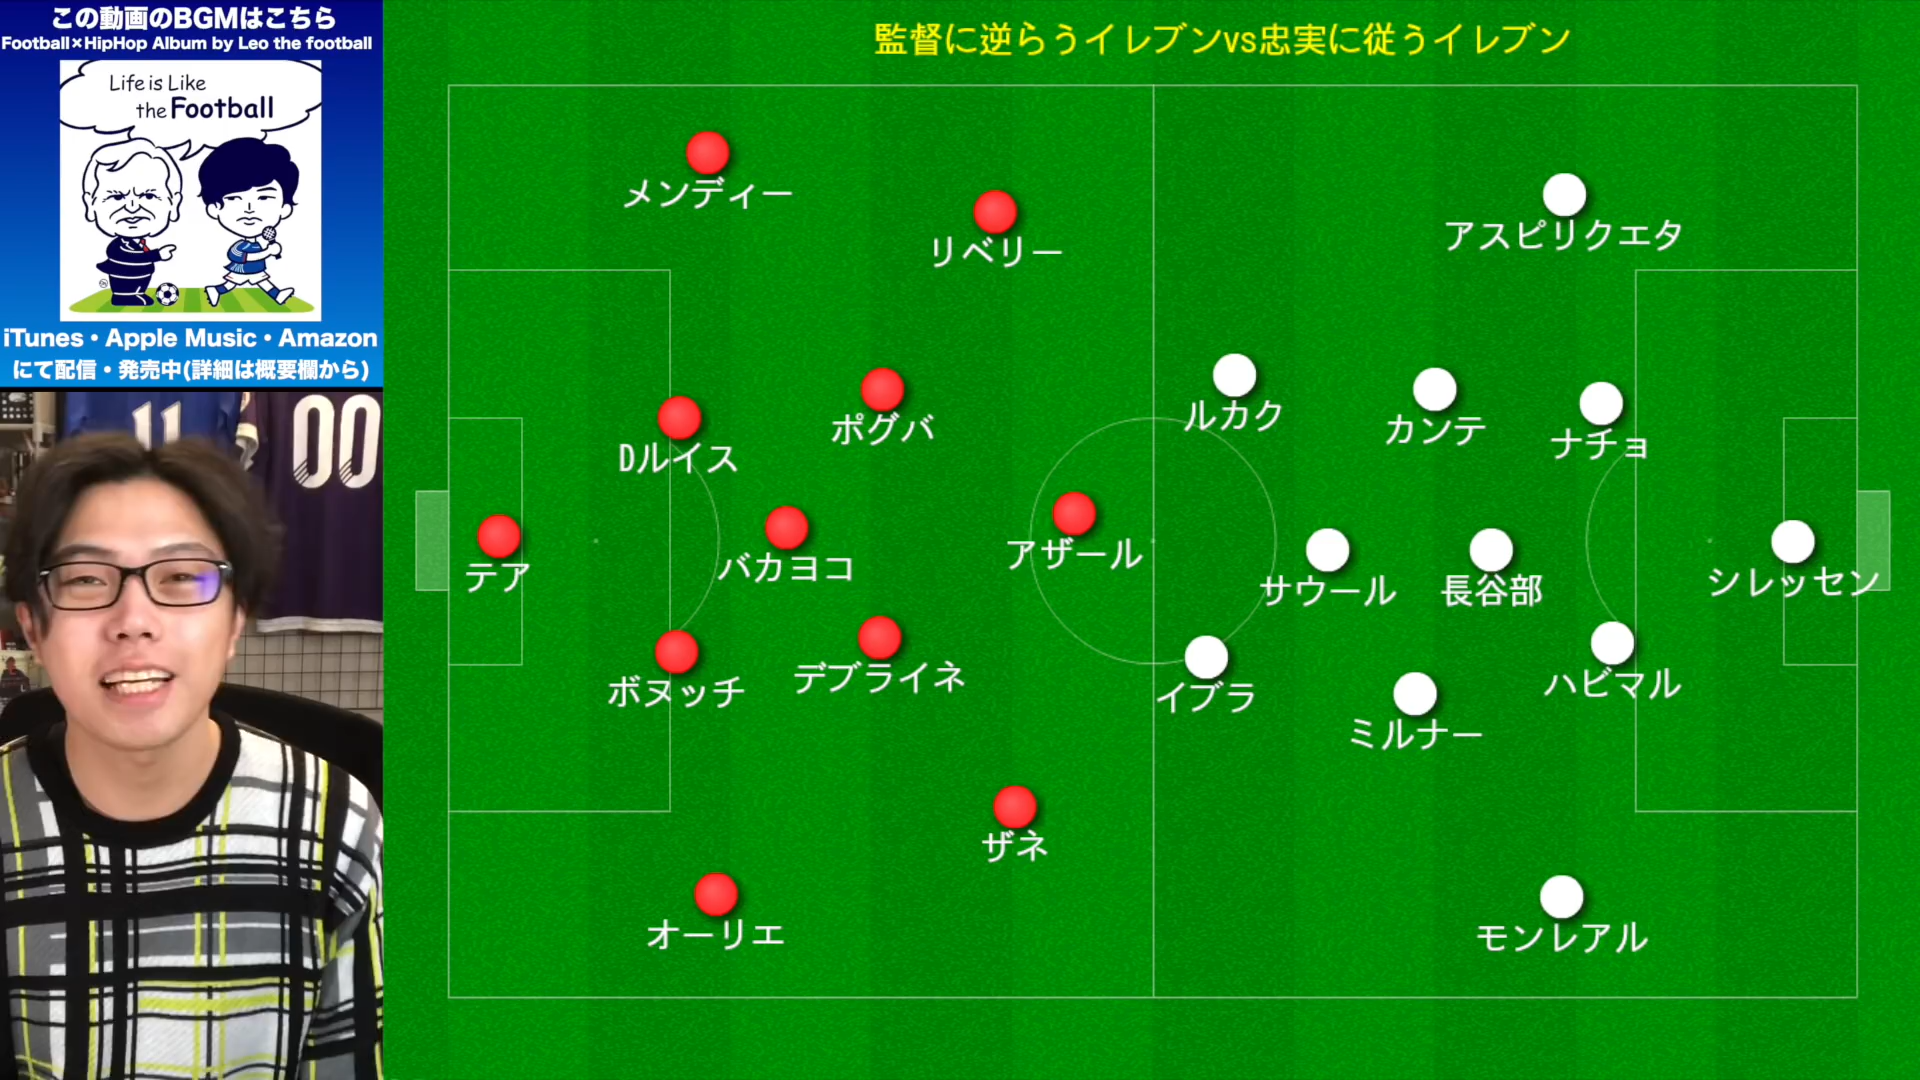 この動画のBGMはこちら
Football×HipHop Album by Leo the football
Life is Like
the Football
iTunes・Apple Music・Amazon
にて配信・発売中(詳細は概要欄から)
11
00
監督に逆らうイレブンvs忠実に従うイレブン
メンディー
リベリー
アスピリクエタ
Dルイス
ポグバ
ルカク
カンテ
ナチョ
テア
バカヨコ
アザール
サウール
長谷部
シレッセン
ボヌッチ
デブライネ
イブラ
ミルナー
ハビマル
ザネ
オーリエ
モンレアル